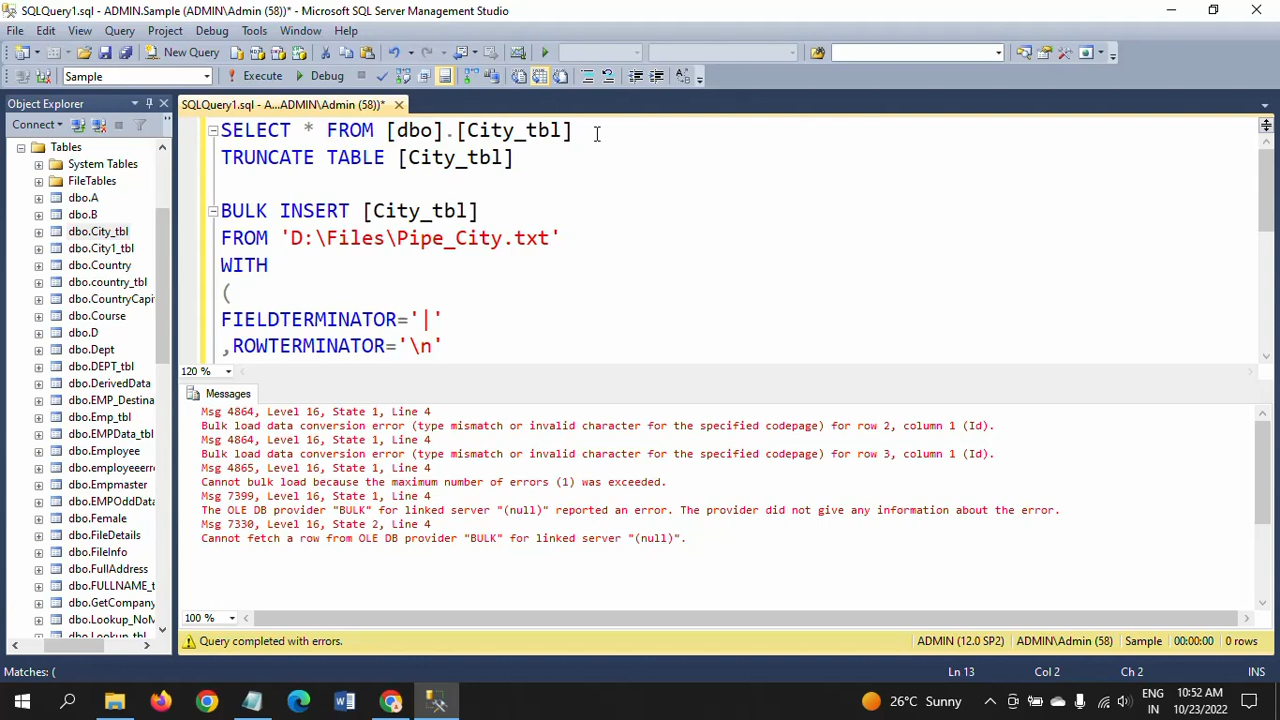 SQLQuery1.sql - ADMIN.Sample (ADMIN\Admin (58))* - Microsoft SQL Server Management Studio
File Edit View Query Project Debug Tools Window Help
New Query
Sample Execute Debug
Object Explorer
SQLQuery1.sql - A...ADMIN\Admin (58))*
Connect
Tables
System Tables
FileTables
dbo.A
dbo.B
dbo.City_tbl
dbo.City1_tbl
dbo.Country
dbo.country_tbl
dbo.CountryCapi
dbo.Course
dbo.D
dbo.Dept
dbo.DEPT_tbl
dbo.DerivedData
dbo.EMP_Destina
dbo.Emp_tbl
dbo.EMPData_tbl
dbo.Employee
dbo.employeeerre
dbo.Empmaster
dbo.EMPOddData
dbo.Female
dbo.FileDetails
dbo.FileInfo
dbo.FullAddress
dbo.FULLNAME_t
dbo.GetCompany
dbo.Lookup_NoM
dbo.Lookup_tbl
SELECT * FROM [dbo].[City_tbl]
TRUNCATE TABLE [City_tbl]
BULK INSERT [City_tbl]
FROM 'D:\Files\Pipe_City.txt'
WITH
(
FIELDTERMINATOR='|'
,ROWTERMINATOR='\n'
120 %
Messages
Msg 4864, Level 16, State 1, Line 4
Bulk load data conversion error (type mismatch or invalid character for the specified codepage) for row 2, column 1 (Id).
Msg 4864, Level 16, State 1, Line 4
Bulk load data conversion error (type mismatch or invalid character for the specified codepage) for row 3, column 1 (Id).
Msg 4865, Level 16, State 1, Line 4
Cannot bulk load because the maximum number of errors (1) was exceeded.
Msg 7399, Level 16, State 1, Line 4
The OLE DB provider "BULK" for linked server "(null)" reported an error. The provider did not give any information about the error.
Msg 7330, Level 16, State 2, Line 4
Cannot fetch a row from OLE DB provider "BULK" for linked server "(null)".
100 %
Query completed with errors. ADMIN (12.0 SP2) ADMIN\Admin (58) Sample 00:00:00 0 rows
Matches: ( Ln 13 Col 2 Ch 2 INS
26°C Sunny ENG IN 10:52 AM 10/23/2022